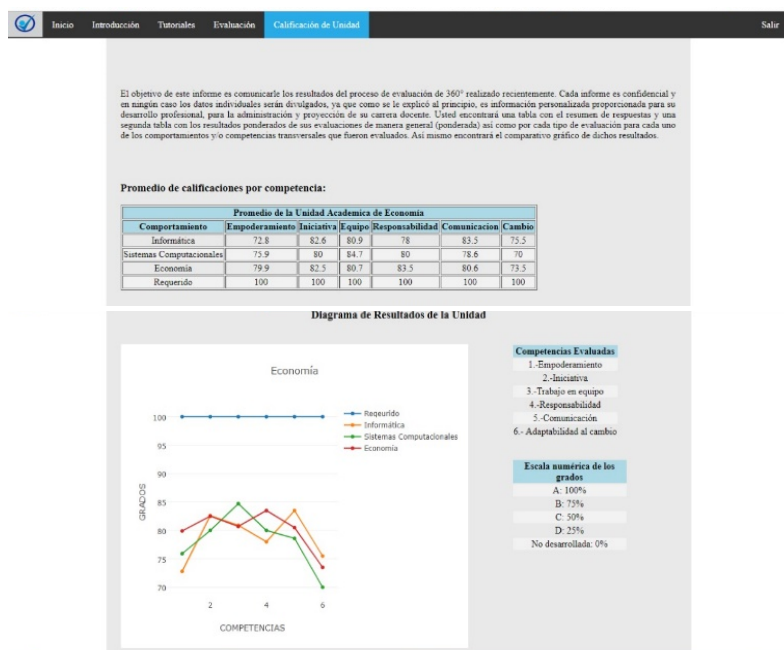 Inicio Introducción Tutoriales Evaluación Calificación de Unidad Salir
El objetivo de este informe es comunicarle los resultados del proceso de evaluación de 360° realizado recientemente. Cada informe es confidencial y
en ningún caso los datos individuales serán divulgados, ya que como se le explicó al principio, es información personalizada proporcionada para su
desarrollo profesional, para la administración y proyección de su carrera docente. Usted encontrará una tabla con el resumen de respuestas y una
segunda tabla con los resultados ponderados de sus evaluaciones de manera general (ponderada) así como por cada tipo de evaluación para cada uno
de los comportamientos y/o competencias transversales que fueron evaluados. Así mismo encontrará el comparativo gráfico de dichos resultados.
Promedio de calificaciones por competencia:
Promedio de la Unidad Academica de Economía
Comportamiento Empoderamiento Iniciativa Equipo Responsabilidad Comunicacion Cambio
Informática 72.8 82.6 80.9 78 83.5 75.5
Sistemas Computacionales 75.9 80 84.7 80 78.6 70
Economía 79.9 82.5 80.7 83.5 80.6 73.5
Requerido 100 100 100 100 100 100
Diagrama de Resultados de la Unidad
Economía
100
95
90
85
80
75
70
GRADOS
2 4 6
COMPETENCIAS
Reqeurido
Informática
Sistemas Computacionales
Economía
Competencias Evaluadas
1.-Empoderamiento
2.-Iniciativa
3.-Trabajo en equipo
4.-Responsabilidad
5.-Comunicación
6.- Adaptabilidad al cambio
Escala numérica de los
grados
A: 100%
B: 75%
C: 50%
D: 25%
No desarrollada: 0%